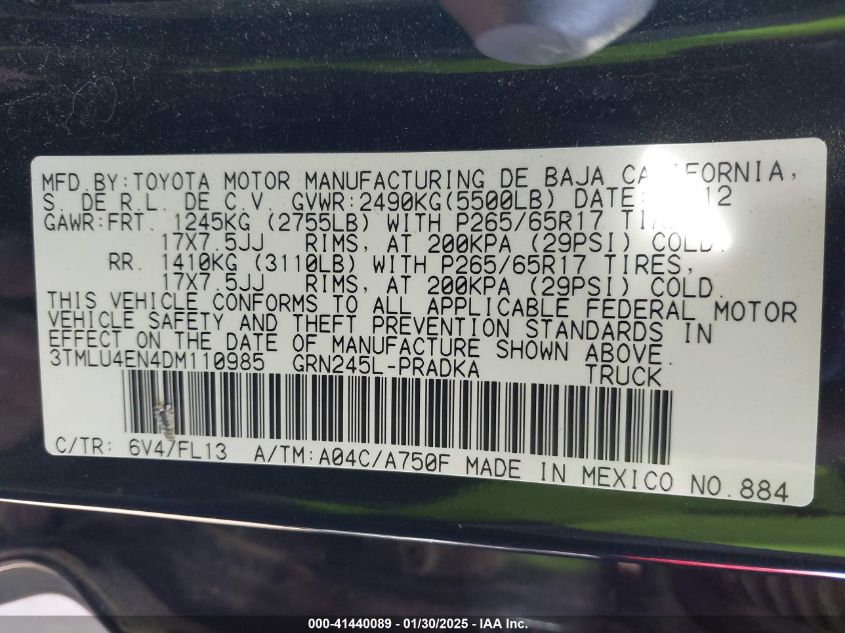 MFD.BY:TOYOTA MOTOR MANUFACTURING DE BAJA CALIFORNIA,
S. DE R.L. DE C.V. GVWR:2490KG(5500LB) DATE: 12
GAWR:FRT. 1245KG (2755LB) WITH P265/65R17 TIRES,
17X7.5JJ RIMS, AT 200KPA (29PSI) COLD.
RR. 1410KG (3110LB) WITH P265/65R17 TIRES,
17X7.5JJ RIMS, AT 200KPA (29PSI) COLD.
THIS VEHICLE CONFORMS TO ALL APPLICABLE FEDERAL MOTOR
VEHICLE SAFETY AND THEFT PREVENTION STANDARDS IN
EFFECT ON THE DATE OF MANUFACTURE SHOWN ABOVE.
3TMLU4EN4DM110985 GRN245L-PRADKA TRUCK
C/TR: 6V4/FL13 A/TM:A04C/A750F MADE IN MEXICO NO.884
000-41440089 - 01/30/2025 - IAA Inc.